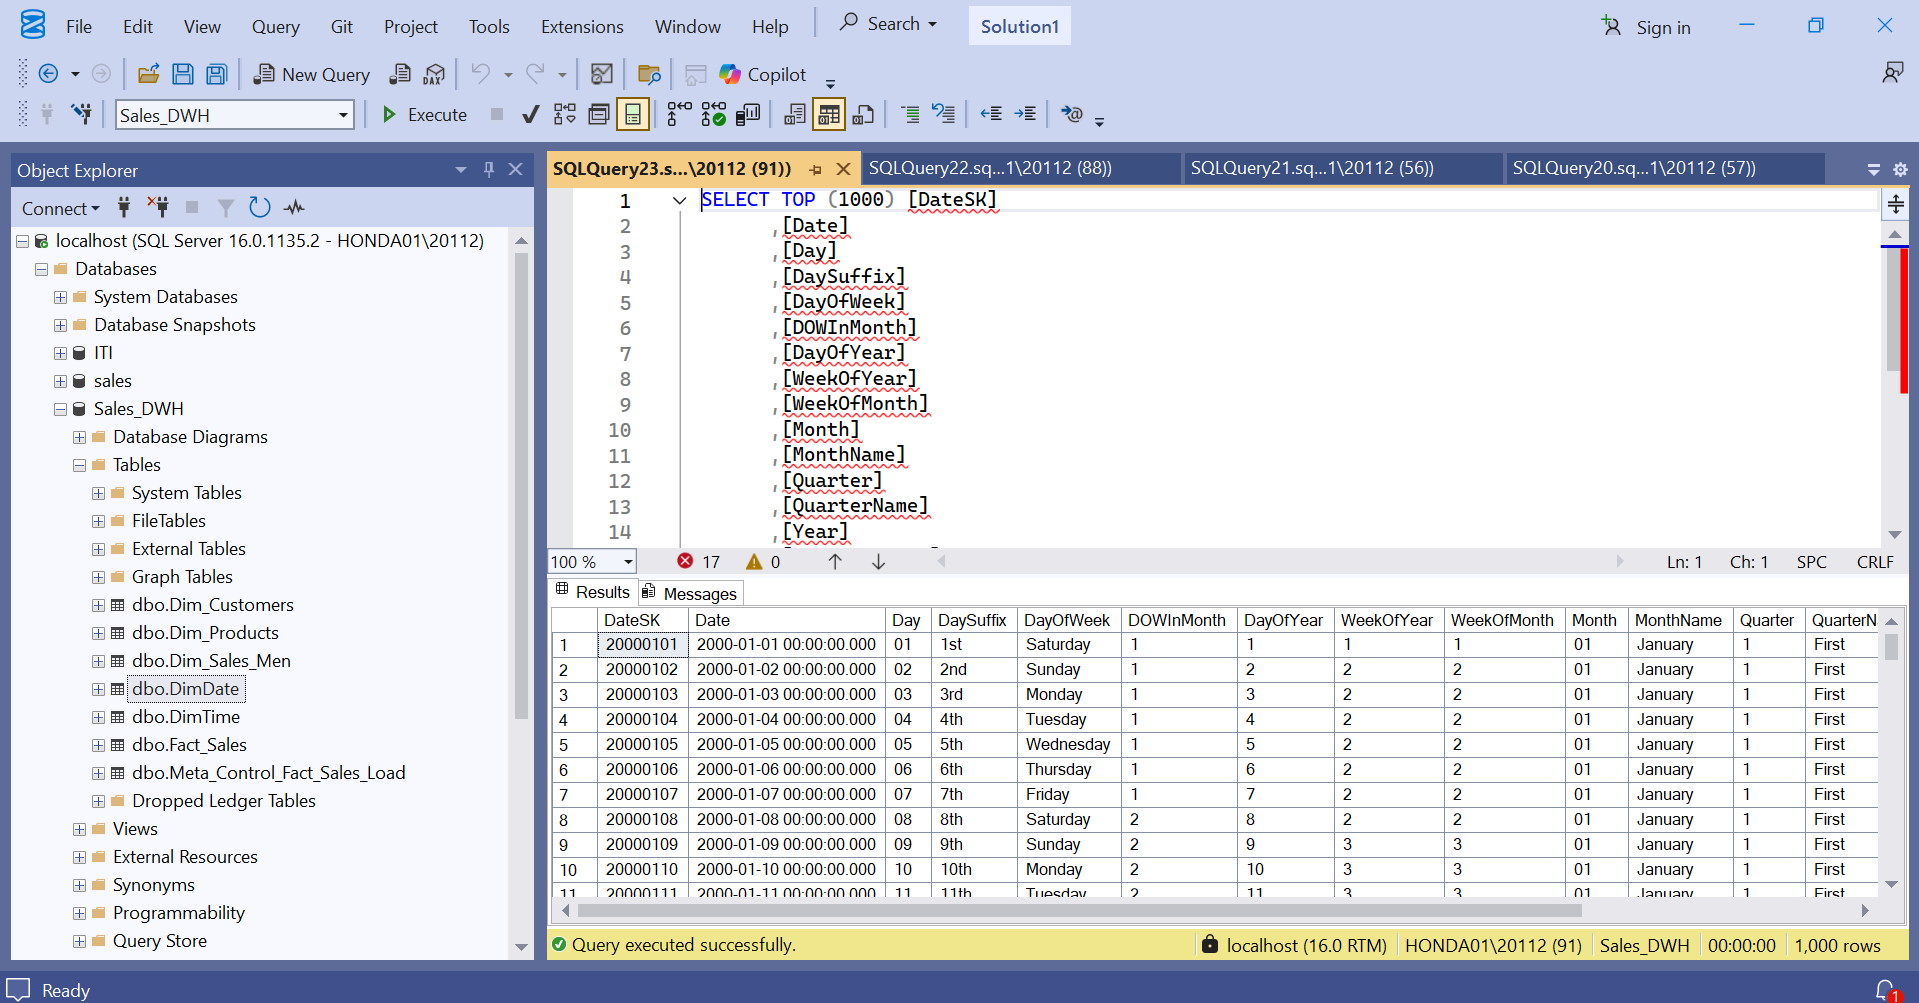 File Edit View Query Git Project Tools Extensions Window Help Search Solution1 Sign in
New Query DAX Copilot
Sales_DWH Execute
Object Explorer
Connect
localhost (SQL Server 16.0.1135.2 - HONDA01\20112)
Databases
System Databases
Database Snapshots
ITI
sales
Sales_DWH
Database Diagrams
Tables
System Tables
FileTables
External Tables
Graph Tables
dbo.Dim_Customers
dbo.Dim_Products
dbo.Dim_Sales_Men
dbo.DimDate
dbo.DimTime
dbo.Fact_Sales
dbo.Meta_Control_Fact_Sales_Load
Dropped Ledger Tables
Views
External Resources
Synonyms
Programmability
Query Store
SQLQuery23.s...\20112 (91)) SQLQuery22.sq...1\20112 (88)) SQLQuery21.sq...1\20112 (56)) SQLQuery20.sq...1\20112 (57))
1 SELECT TOP (1000) [DateSK]
2 ,[Date]
3 ,[Day]
4 ,[DaySuffix]
5 ,[DayOfWeek]
6 ,[DOWInMonth]
7 ,[DayOfYear]
8 ,[WeekOfYear]
9 ,[WeekOfMonth]
10 ,[Month]
11 ,[MonthName]
12 ,[Quarter]
13 ,[QuarterName]
14 ,[Year]
100 % 17 0 Ln: 1 Ch: 1 SPC CRLF
Results Messages
DateSK Date Day DaySuffix DayOfWeek DOWInMonth DayOfYear WeekOfYear WeekOfMonth Month MonthName Quarter QuarterN
1 20000101 2000-01-01 00:00:00.000 01 1st Saturday 1 1 1 1 01 January 1 First
2 20000102 2000-01-02 00:00:00.000 02 2nd Sunday 1 2 2 2 01 January 1 First
3 20000103 2000-01-03 00:00:00.000 03 3rd Monday 1 3 2 2 01 January 1 First
4 20000104 2000-01-04 00:00:00.000 04 4th Tuesday 1 4 2 2 01 January 1 First
5 20000105 2000-01-05 00:00:00.000 05 5th Wednesday 1 5 2 2 01 January 1 First
6 20000106 2000-01-06 00:00:00.000 06 6th Thursday 1 6 2 2 01 January 1 First
7 20000107 2000-01-07 00:00:00.000 07 7th Friday 1 7 2 2 01 January 1 First
8 20000108 2000-01-08 00:00:00.000 08 8th Saturday 2 8 2 2 01 January 1 First
9 20000109 2000-01-09 00:00:00.000 09 9th Sunday 2 9 3 3 01 January 1 First
10 20000110 2000-01-10 00:00:00.000 10 10th Monday 2 10 3 3 01 January 1 First
11 20000111 2000-01-11 00:00:00.000 11 11th Tuesday 2 11 3 3 01 January 1 First
Query executed successfully. localhost (16.0 RTM) HONDA01\20112 (91) Sales_DWH 00:00:00 1,000 rows
Ready 1